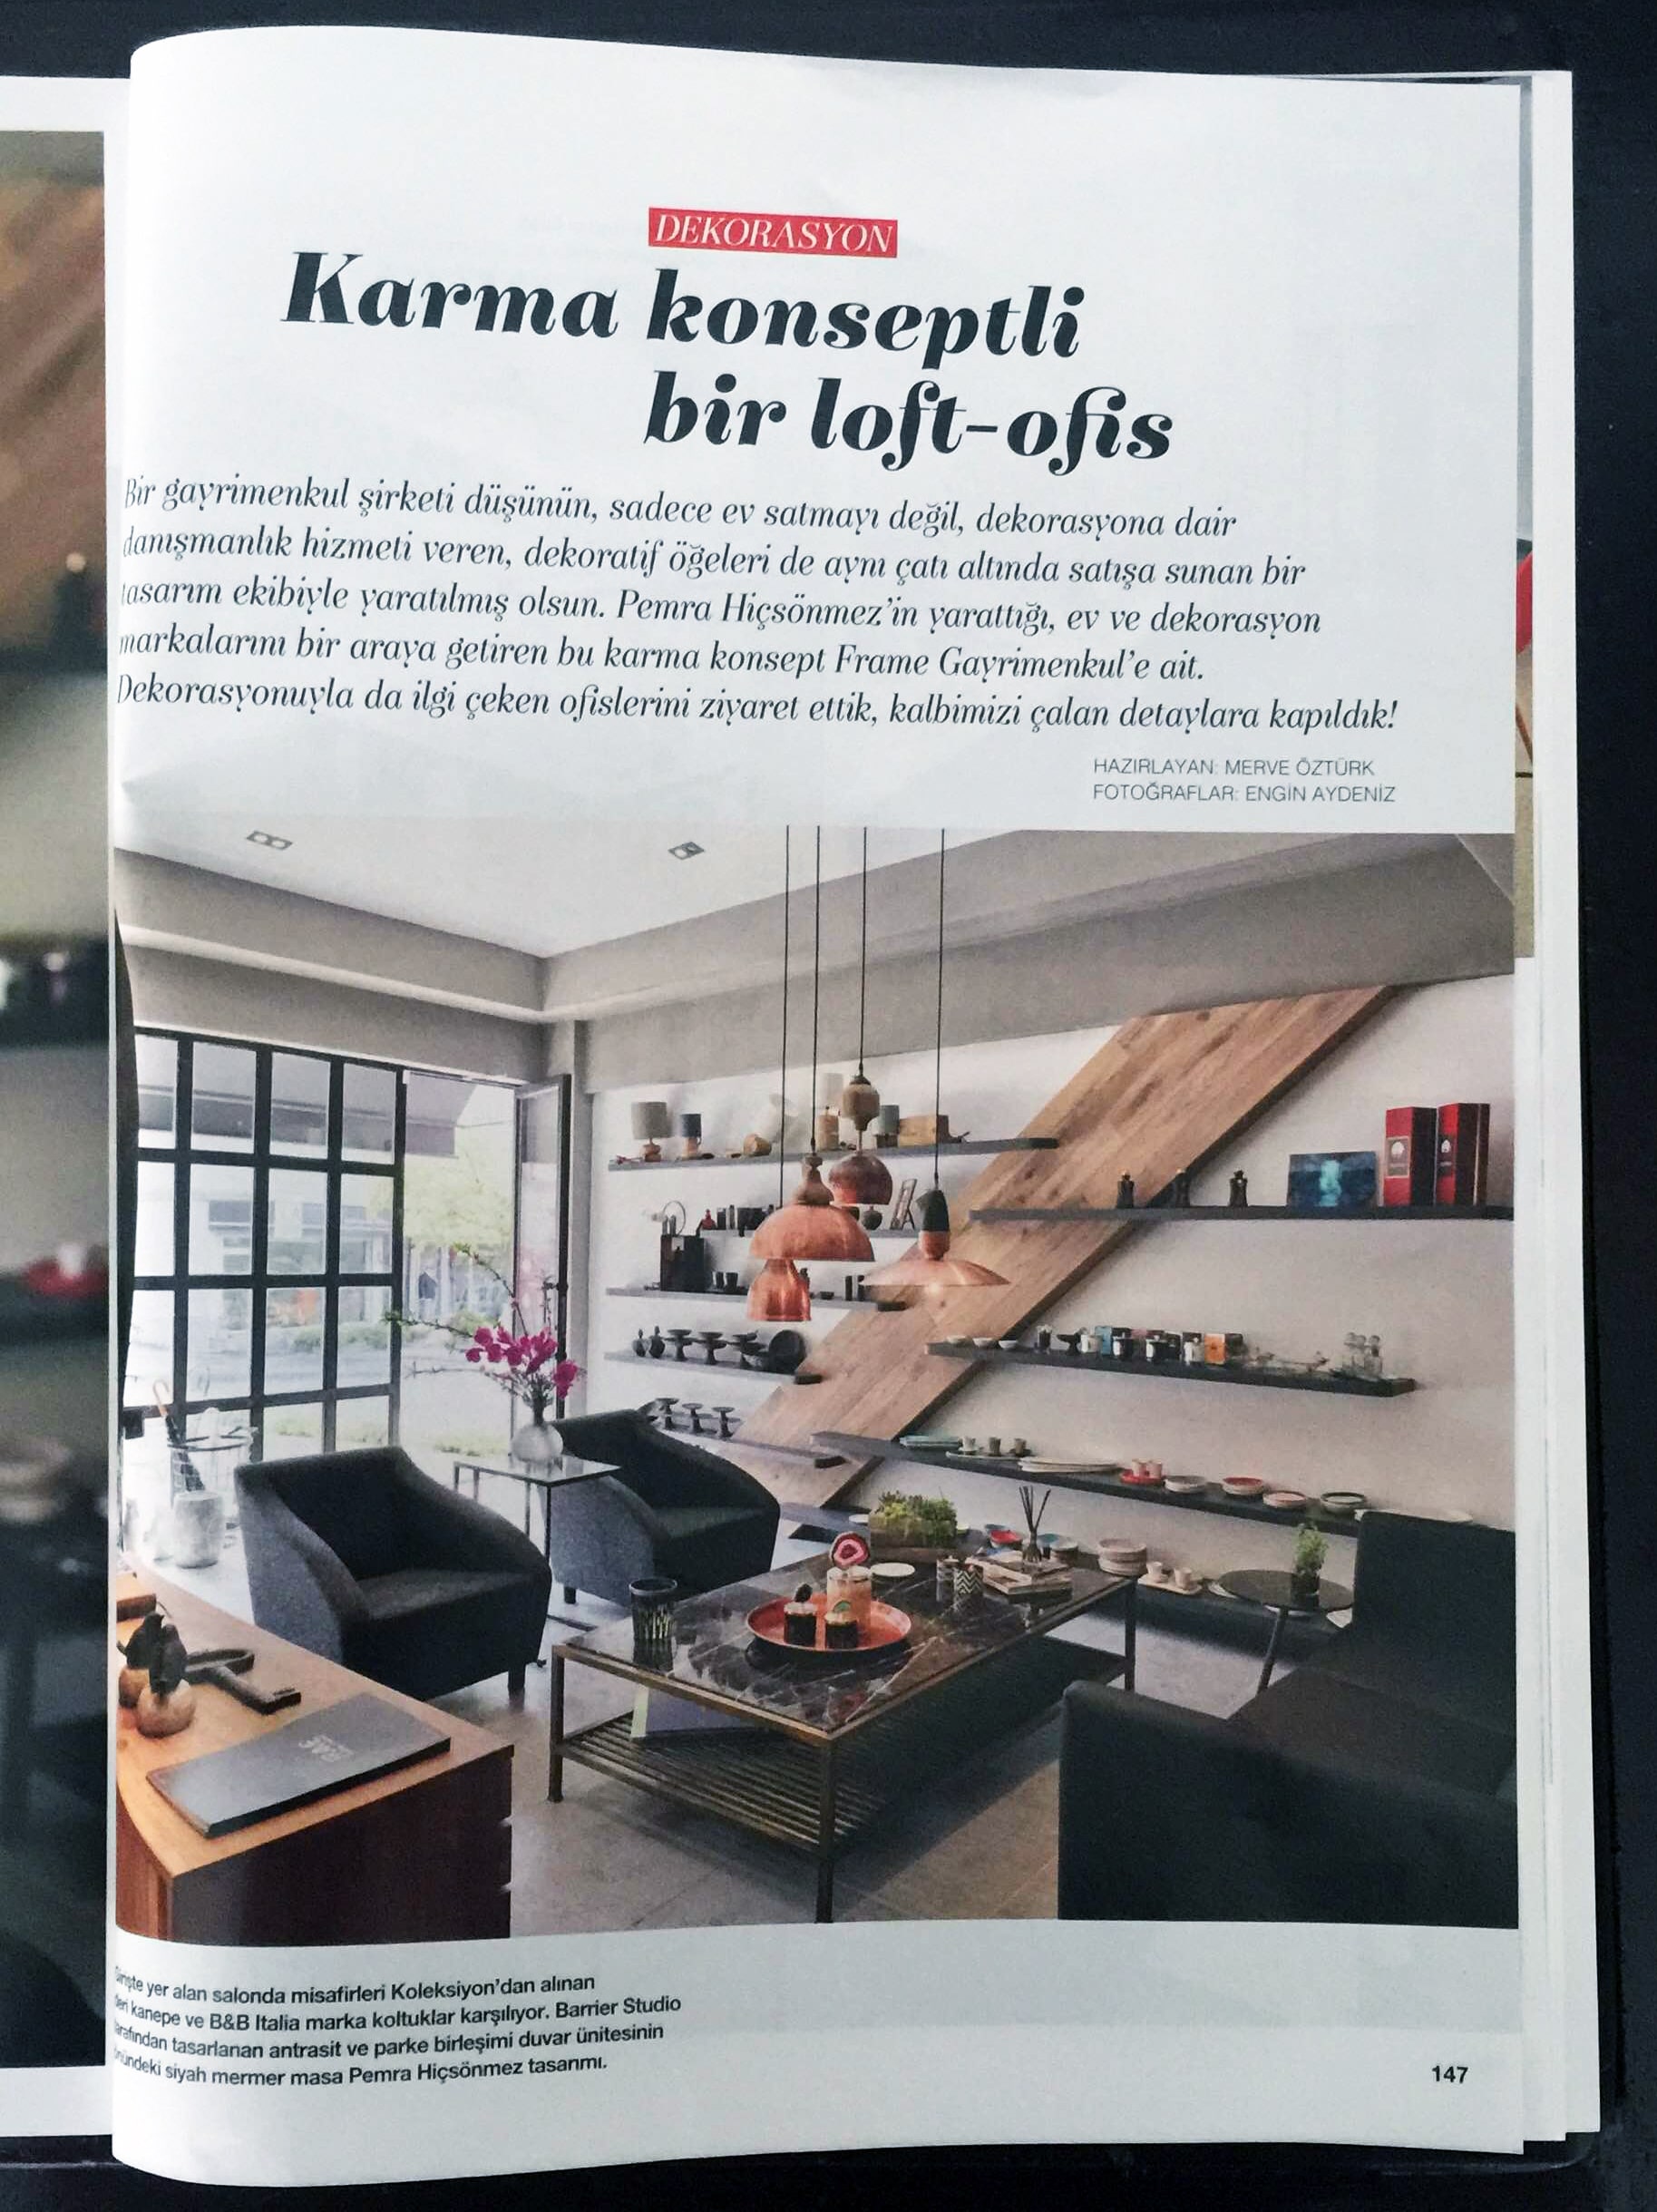 DEKORASYON
Karma konseptli
bir loft-ofis
Bir gayrimenkul şirketi düşünün, sadece ev satmayı değil, dekorasyona dair
danışmanlık hizmeti veren, dekoratif öğeleri de aynı çatı altında satışa sunan bir
tasarım ekibiyle yaratılmış olsun. Pemra Hiçsönmez'in yarattığı, ev ve dekorasyon
markalarını bir araya getiren bu karma konsept Frame Gayrimenkul'e ait.
Dekorasyonuyla da ilgi çeken ofislerini ziyaret ettik, kalbimizi çalan detaylara kapıldık!
HAZIRLAYAN: MERVE ÖZTÜRK
FOTOĞRAFLAR: ENGİN AYDENİZ
Girişte yer alan salonda misafirleri Koleksiyon'dan alınan
deri kanepe ve B&B Italia marka koltuklar karşılıyor. Barrier Studio
tarafından tasarlanan antrasit ve parke birleşimi duvar ünitesinin
önündeki siyah mermer masa Pemra Hiçsönmez tasarımı.
147